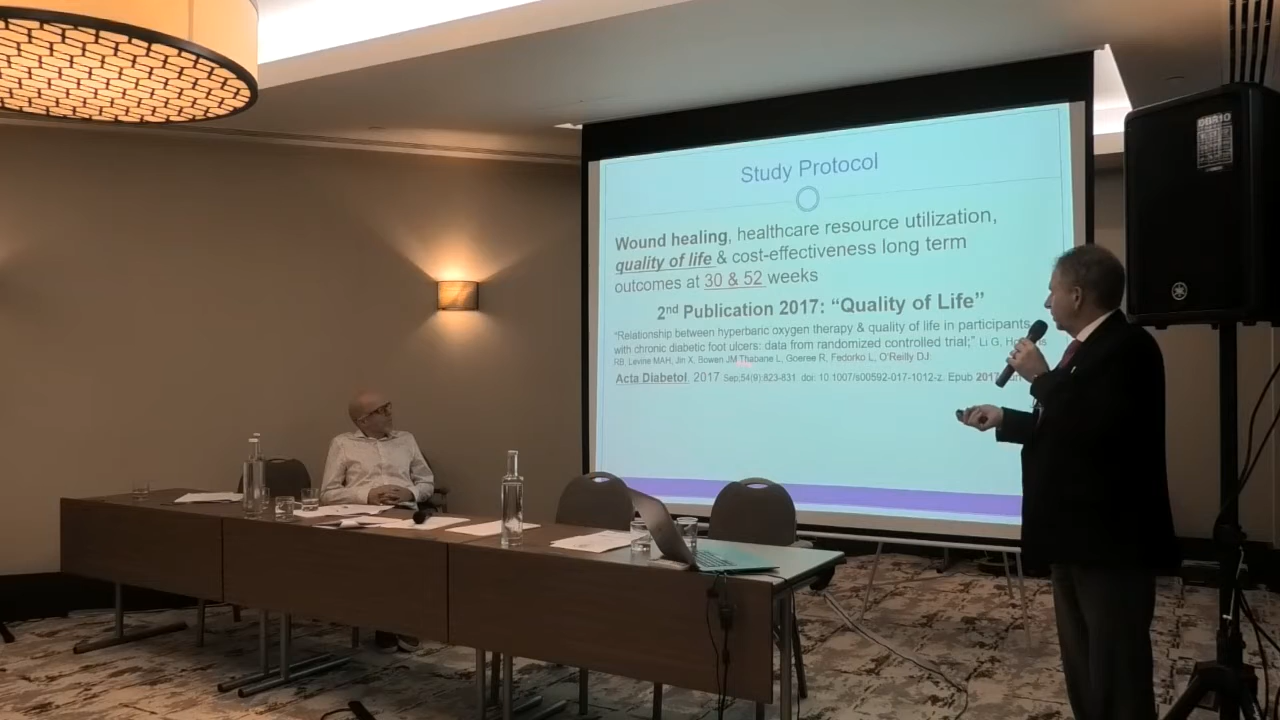 Study Protocol
Wound healing, healthcare resource utilization,
quality of life & cost-effectiveness long term
outcomes at 30 & 52 weeks
2nd Publication 2017: “Quality of Life”
“Relationship between hyperbaric oxygen therapy & quality of life in participants
with chronic diabetic foot ulcers: data from randomized controlled trial;” Li G,
RB, Levine MAH, Jin X, Bowen JM Thabane L, Goeree R, Fedorko L, O’Reilly DJ
Acta Diabetol. 2017 Sep;54(9):823-831 doi: 10.1007/s00592-017-1012-z. Epub 2017
DBR10